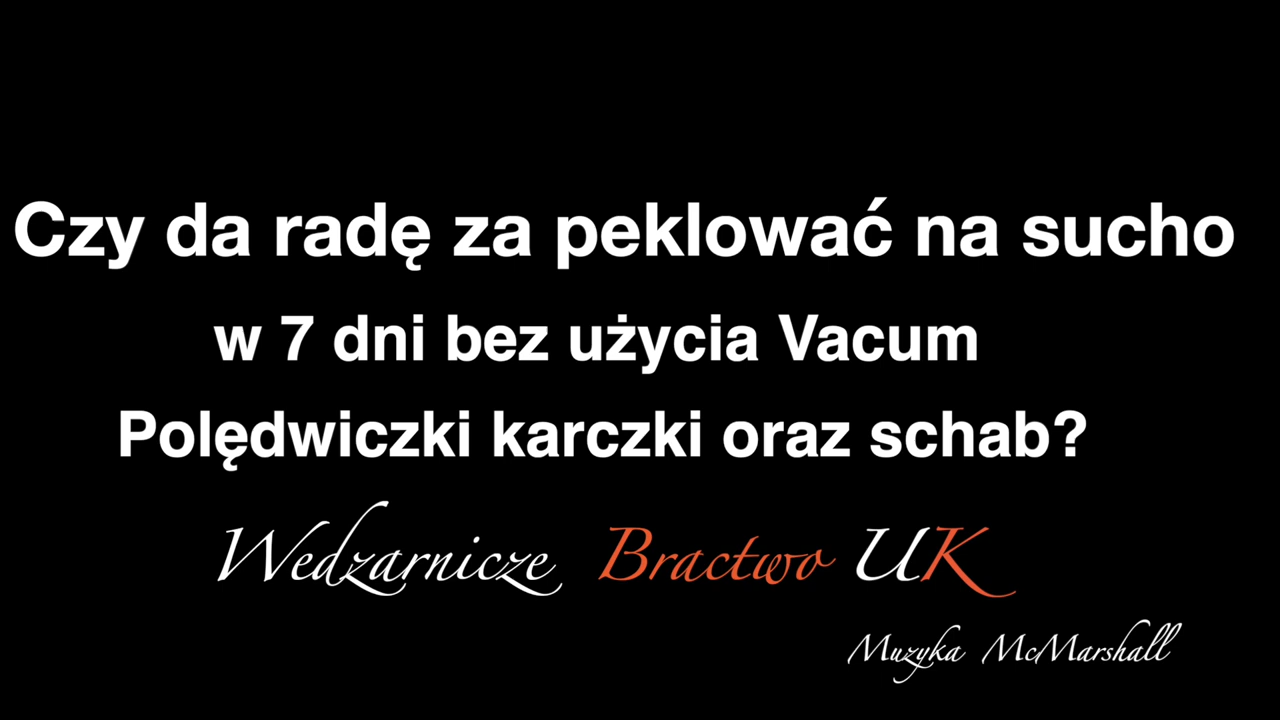 Czy da radę za peklować na sucho
w 7 dni bez użycia Vacum
Polędwiczki karczki oraz schab?
Wedzarnicze Bractwo UK
Muzyka McMarshall